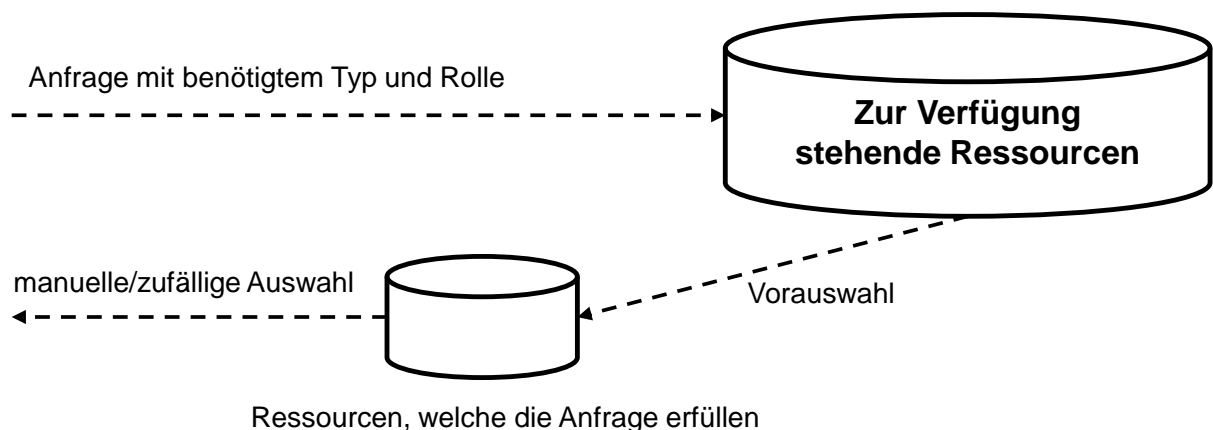 Anfrage mit benötigtem Typ und Rolle
Zur Verfügung
stehende Ressourcen
manuelle/zufällige Auswahl
Vorauswahl
Ressourcen, welche die Anfrage erfüllen